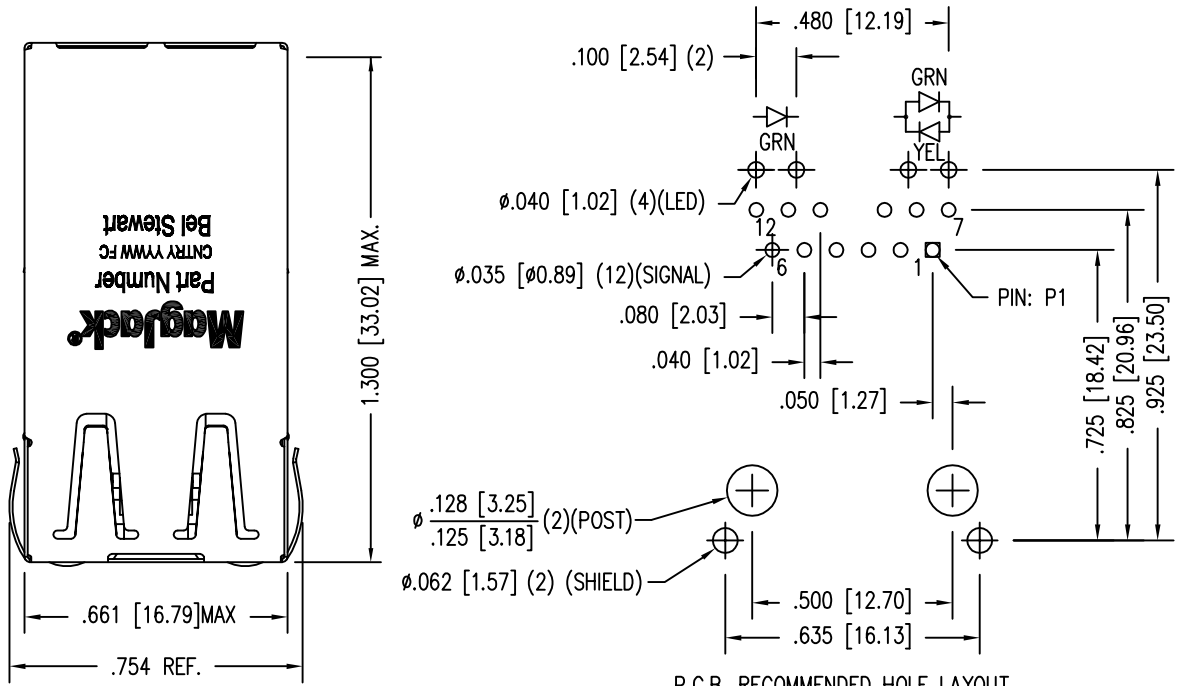 .480 [12.19]
.100 [2.54] (2)
GRN
GRN
YEL
ø.040 [1.02] (4)(LED)
12
7
ø.035 [ø0.89] (12)(SIGNAL)
6
1
PIN: P1
.080 [2.03]
.040 [1.02]
.050 [1.27]
.725 [18.42]
.825 [20.96]
.925 [23.50]
ø .128 [3.25]
.125 [3.18] (2)(POST)
ø.062 [1.57] (2) (SHIELD)
.500 [12.70]
.635 [16.13]
P.C.B. RECOMMENDED HOLE LAYOUT
MagJack®
Part Number
CNTRY YYWW FC
Bel Stewart
1.300 [33.02] MAX.
.661 [16.79]MAX
.754 REF.